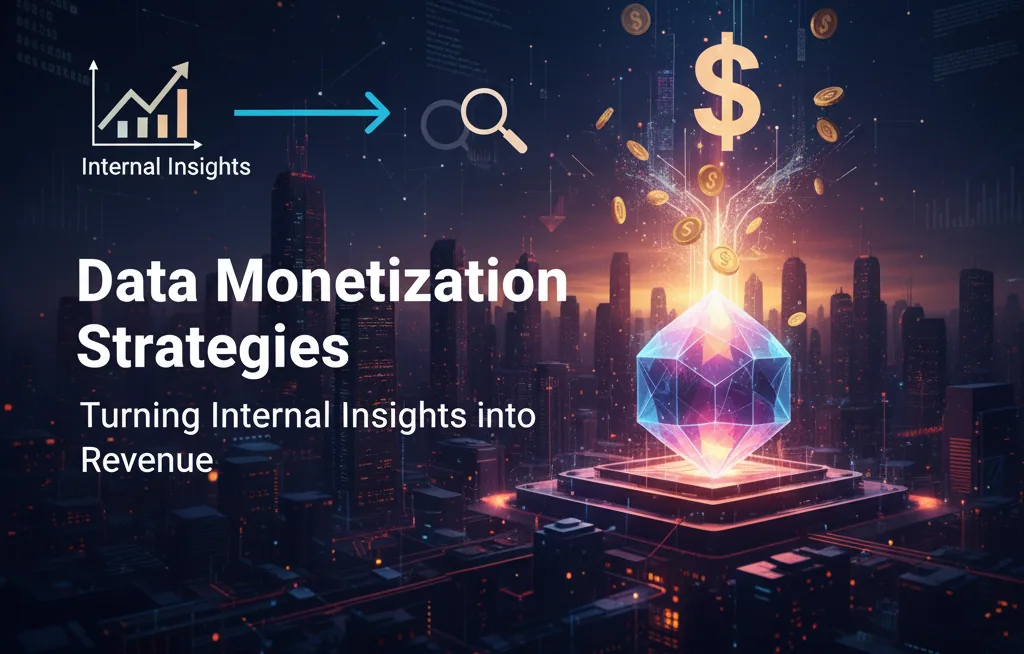 Internal Insights
$
Data Monetization
Strategies
Turning Internal Insights into
Revenue